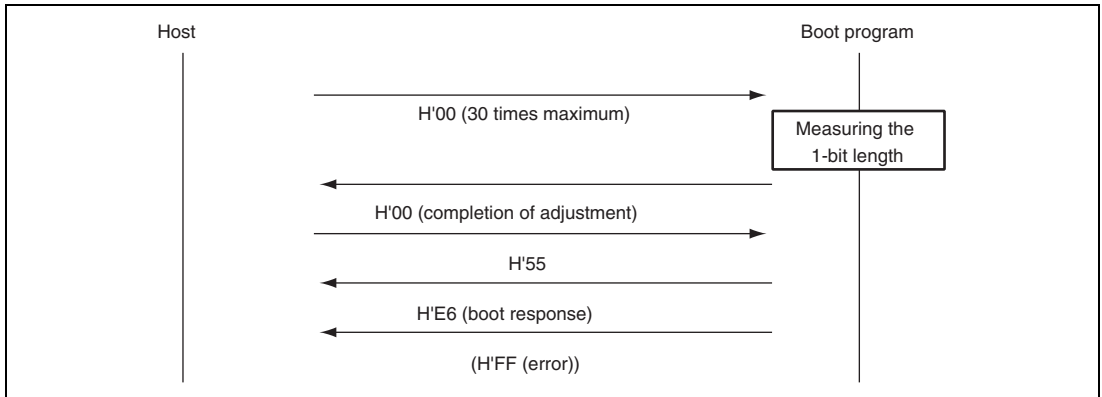 Host
Boot program
H'00 (30 times maximum)
Measuring the
1-bit length
H'00 (completion of adjustment)
H'55
H'E6 (boot response)
(H'FF (error))